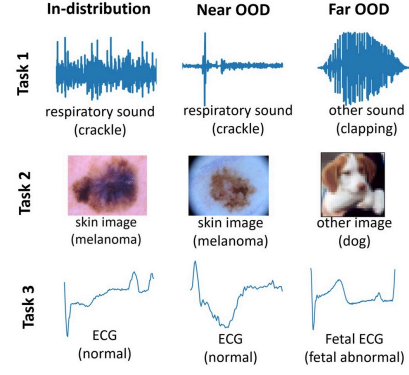 In-distribution Near OOD Far OOD
Task 1
respiratory sound (crackle)
respiratory sound (crackle)
other sound (clapping)
Task 2
skin image (melanoma)
skin image (melanoma)
other image (dog)
Task 3
ECG (normal)
ECG (normal)
Fetal ECG (fetal abnormal)